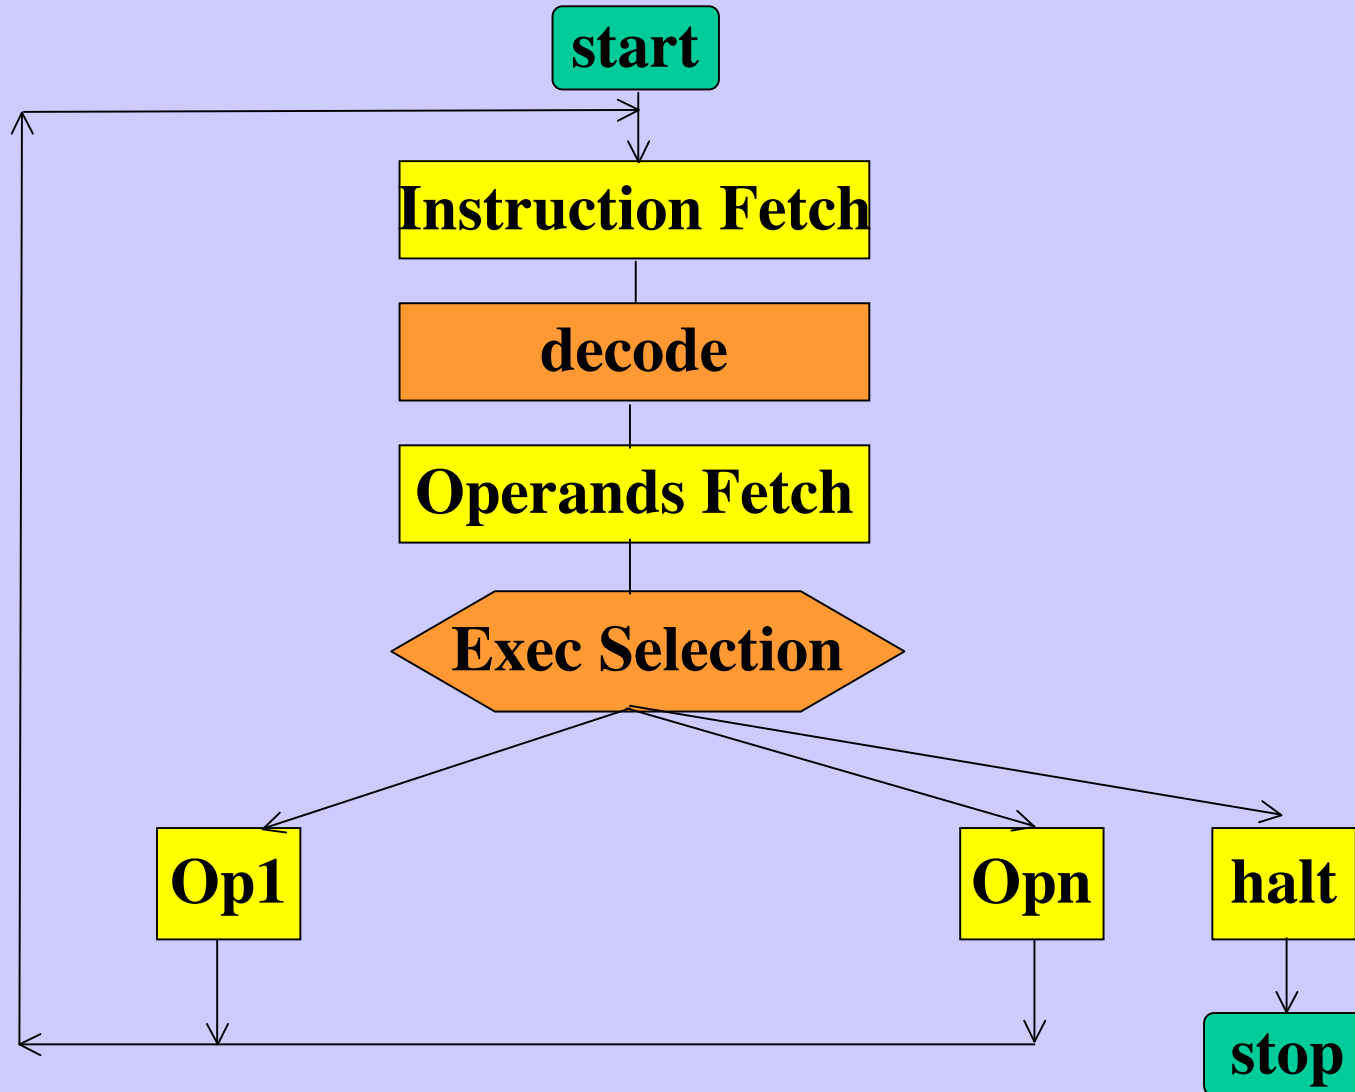 start
Instruction Fetch
decode
Operands Fetch
Exec Selection
Op1
Opn
halt
stop